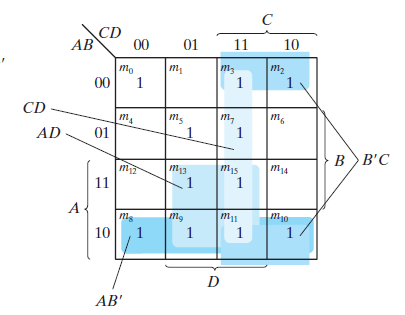 C
CD
AB
00 01 11 10
'
m0 m1 m3 m2
00 1 1 1
m4 m5 m7 m6
CD
01 1 1
AD
B B'C
m12 m13 m15 m14
11 1 1
A
m8 m9 m11 m10
10 1 1 1 1
D
AB'